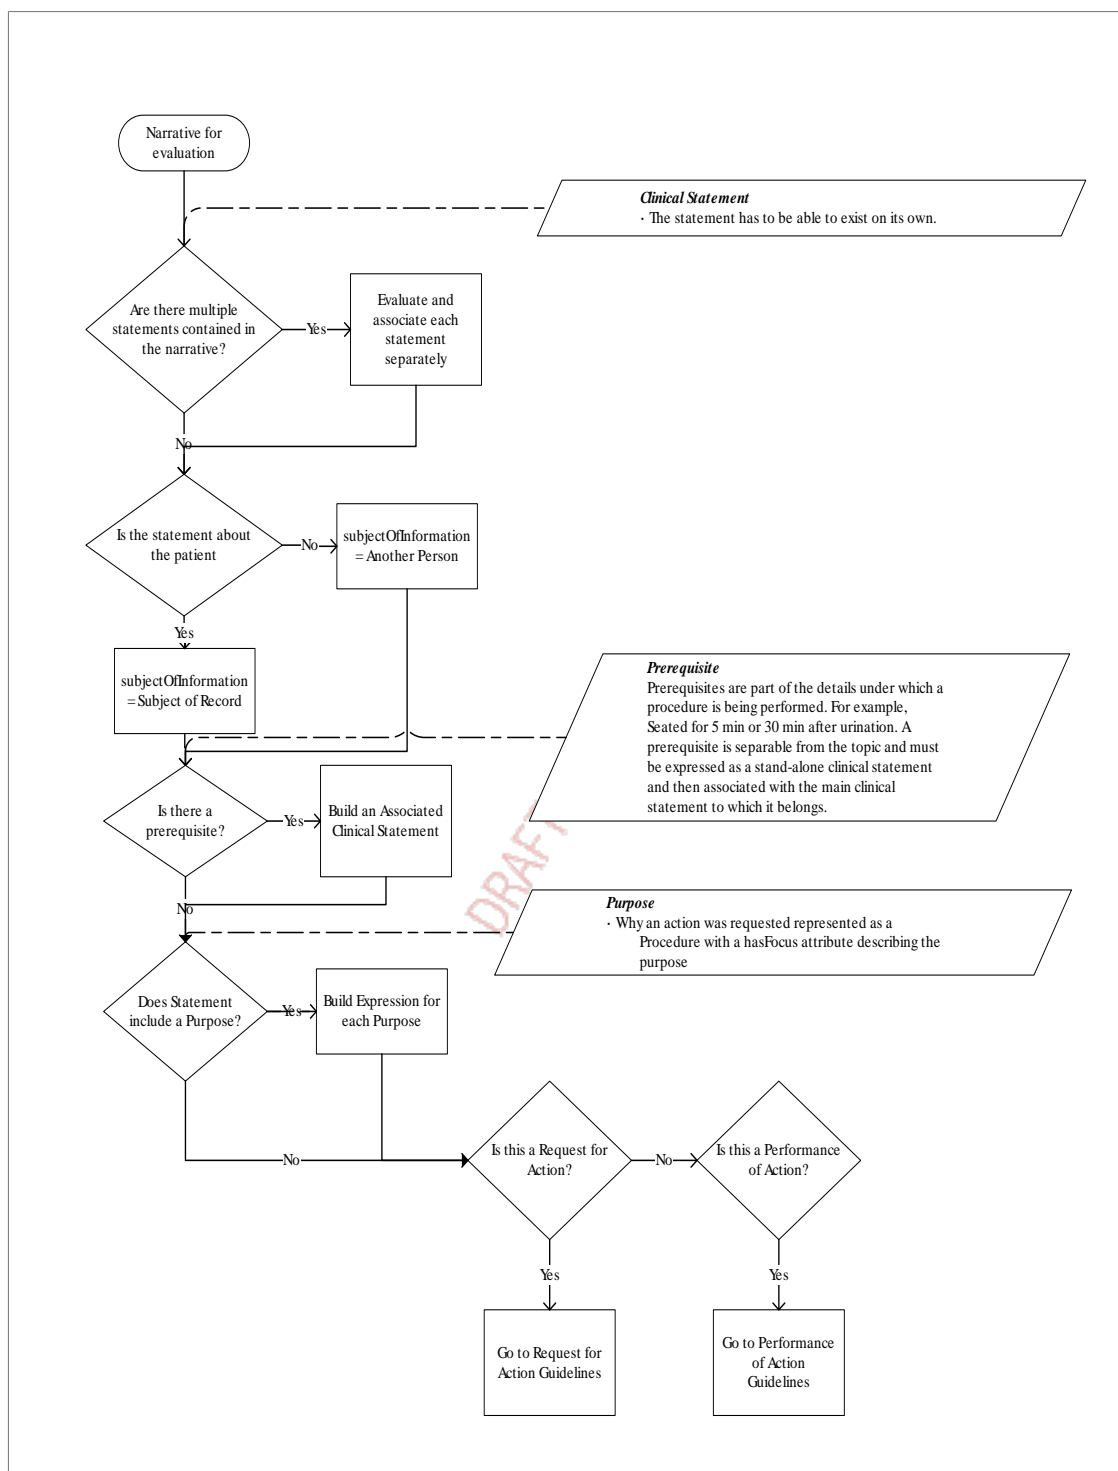 Narrative for
evaluation
Clinical Statement
· The statement has to be able to exist on its own.
Are there multiple
statements contained in
the narrative?
Yes
Evaluate and
associate each
statement
separately
No
Is the statement about
the patient
No
subjectOfInformation
= Another Person
Yes
subjectOfInformation
= Subject of Record
Prerequisite
Prerequisites are part of the details under which a
procedure is being performed. For example,
Seated for 5 min or 30 min after urination. A
prerequisite is separable from the topic and must
be expressed as a stand-alone clinical statement
and then associated with the main clinical
statement to which it belongs.
Is there a
prerequisite?
Yes
Build an Associated
Clinical Statement
DRAFT
No
Purpose
· Why an action was requested represented as a
Procedure with a hasFocus attribute describing the
purpose
Does Statement
include a Purpose?
Yes
Build Expression for
each Purpose
No
Is this a Request for
Action?
No
Is this a Performance
of Action?
Yes
Yes
Go to Request for
Action Guidelines
Go to Performance
of Action
Guidelines